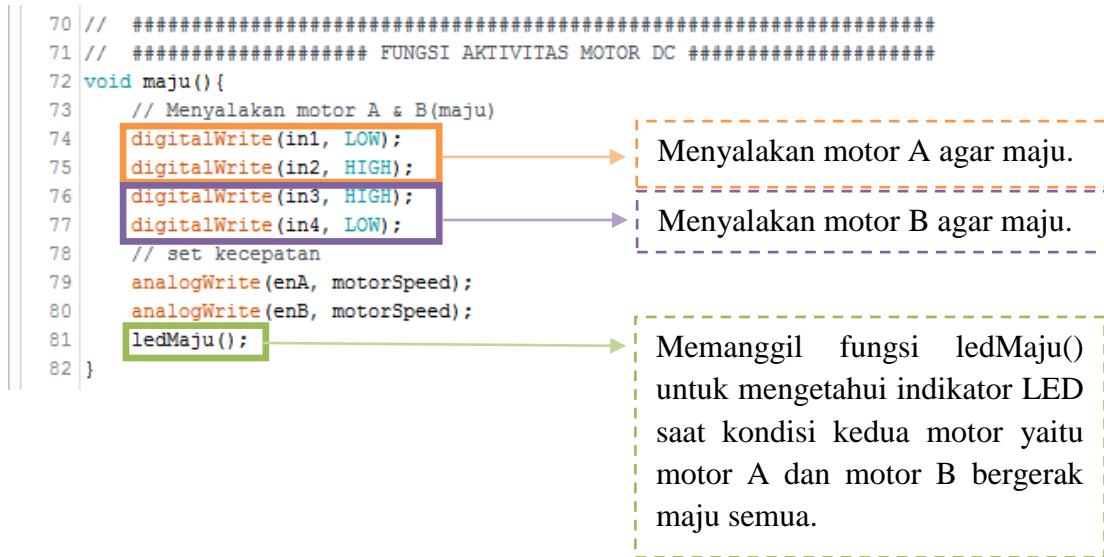 70 // ####################################################################
71 // #################### FUNGSI AKTIVITAS MOTOR DC #####################
72 void maju(){
73 // Menyalakan motor A & B(maju)
74 digitalWrite(in1, LOW);
75 digitalWrite(in2, HIGH);
76 digitalWrite(in3, HIGH);
77 digitalWrite(in4, LOW);
78 // set kecepatan
79 analogWrite(enA, motorSpeed);
80 analogWrite(enB, motorSpeed);
81 ledMaju();
82 }
Menyalakan motor A agar maju.
Menyalakan motor B agar maju.
Memanggil fungsi ledMaju()
untuk mengetahui indikator LED
saat kondisi kedua motor yaitu
motor A dan motor B bergerak
maju semua.